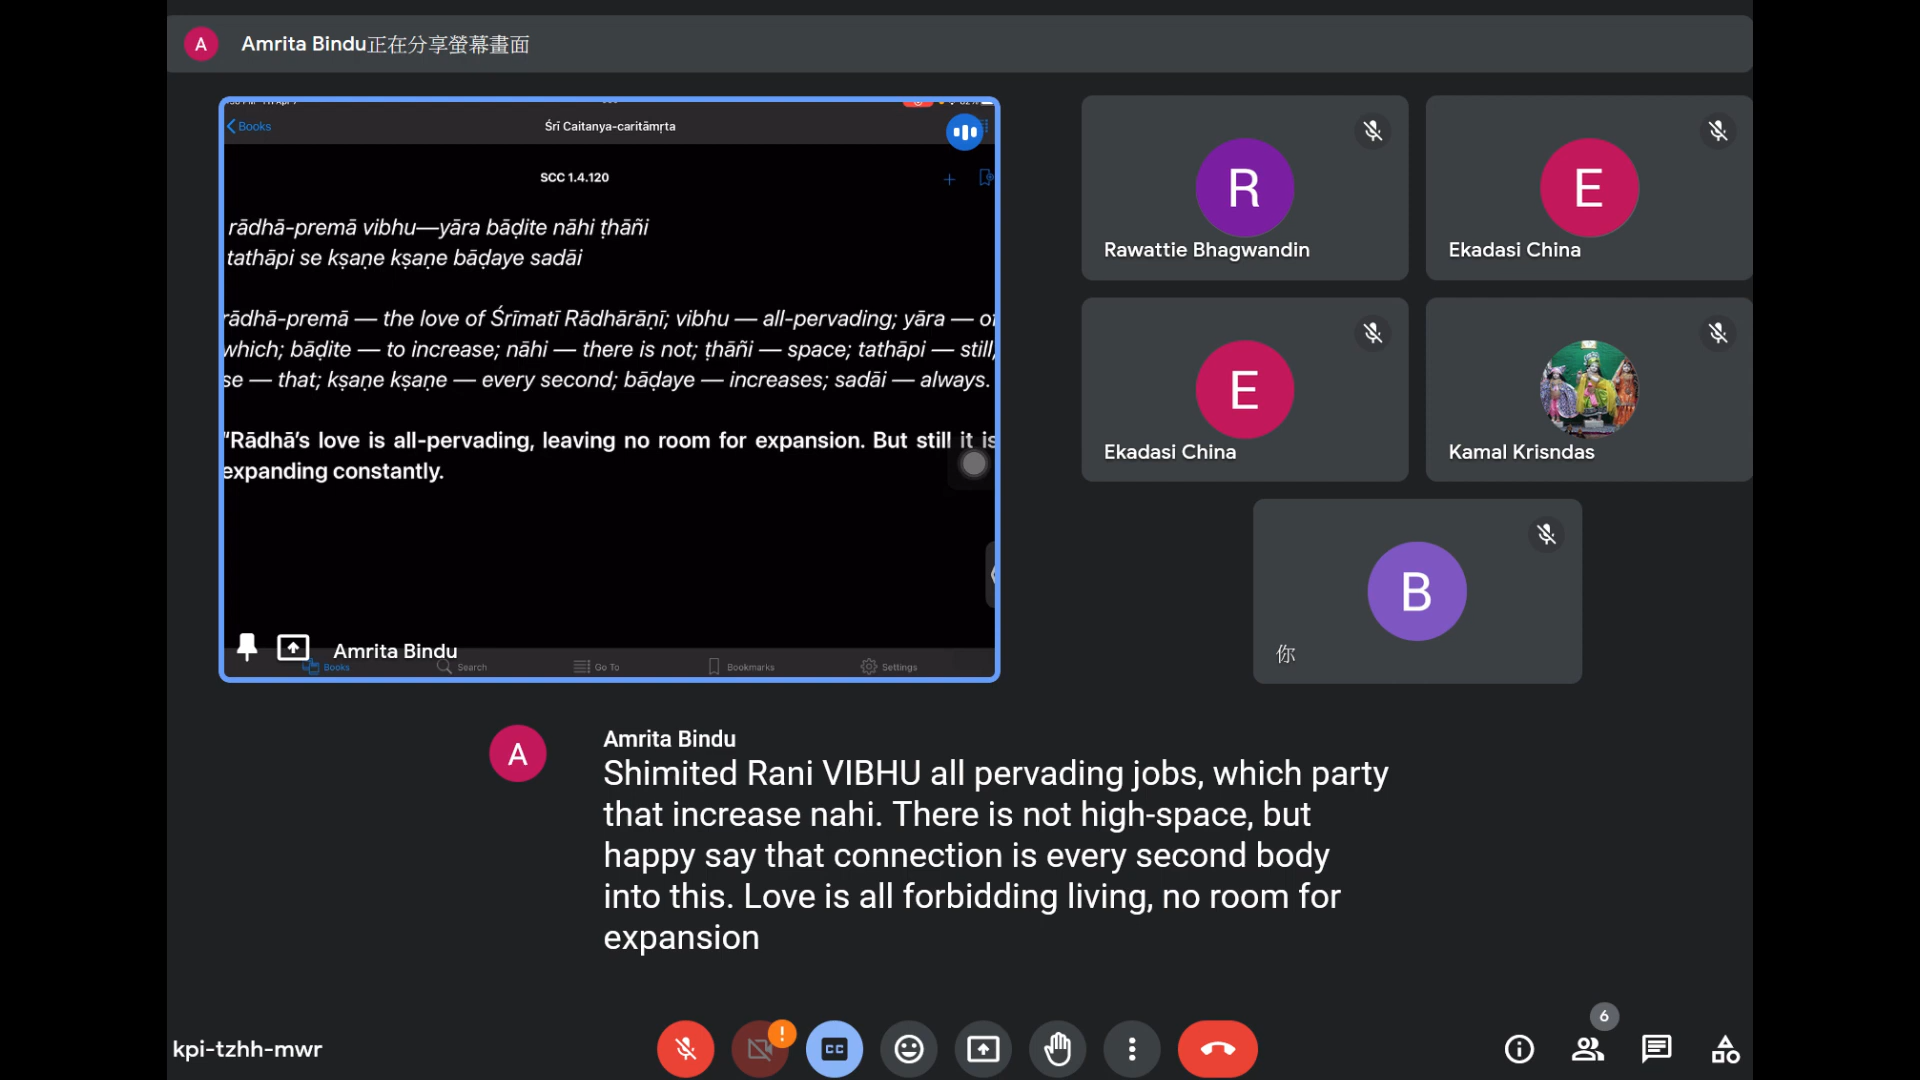 A
Amrita Bindu正在分享螢幕畫面
Books
Śrī Caitanya-caritāmṛta
SCC 1.4.120
rādhā-premā vibhu—yāra bāḍite nāhi ṭhāñi
tathāpi se kṣaṇe kṣaṇe bāḍaye sadāi
rādhā-premā — the love of Śrīmatī Rādhārāṇī; vibhu — all-pervading; yāra — of
which; bāḍite — to increase; nāhi — there is not; ṭhāñi — space; tathāpi — still;
se — that; kṣaṇe kṣaṇe — every second; bāḍaye — increases; sadāi — always.
“Rādhā’s love is all-pervading, leaving no room for expansion. But still it is
expanding constantly.
Amrita Bindu
Books
Search
Go To
Bookmarks
Settings
R
Rawattie Bhagwandin
E
Ekadasi China
E
Ekadasi China
Kamal Krisndas
B
你
A
Amrita Bindu
Shimited Rani VIBHU all pervading jobs, which party
that increase nahi. There is not high-space, but
happy say that connection is every second body
into this. Love is all forbidding living, no room for
expansion
kpi-tzhh-mwr
!
CC
6